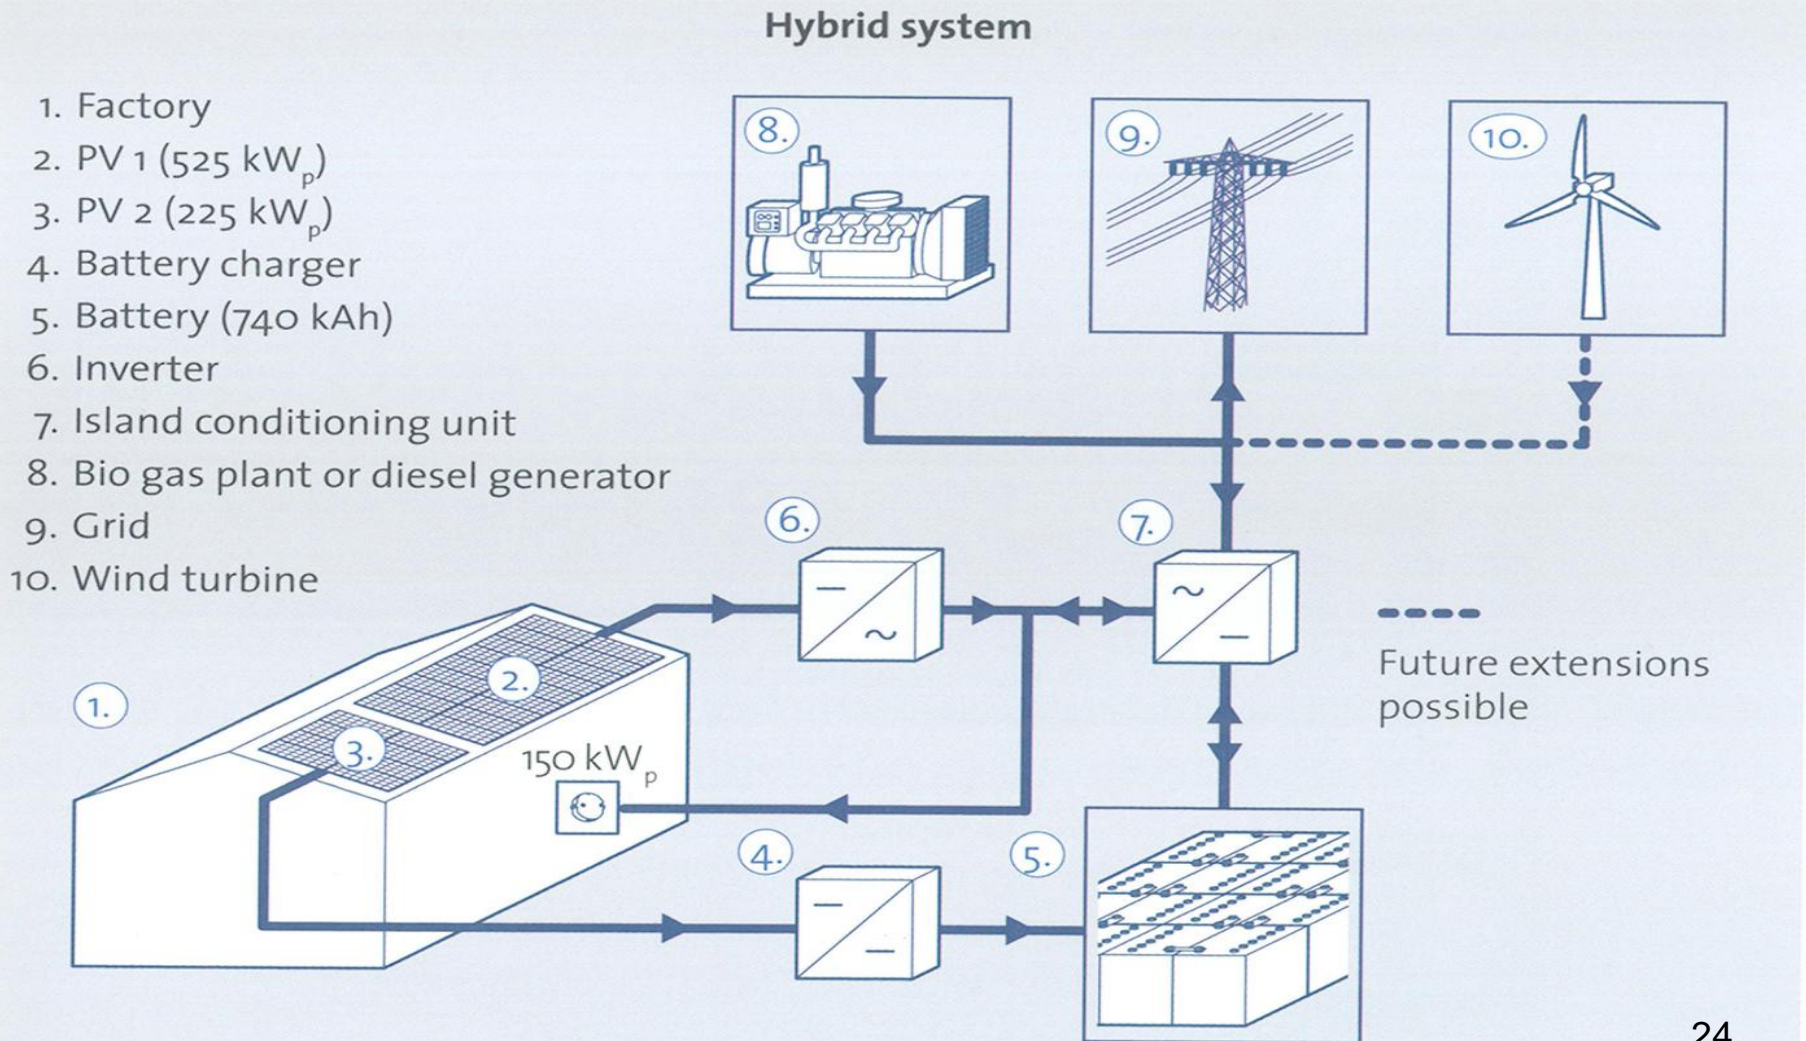 Hybrid system
1. Factory
2. PV 1 (525 kWp)
3. PV 2 (225 kWp)
4. Battery charger
5. Battery (740 kAh)
6. Inverter
7. Island conditioning unit
8. Bio gas plant or diesel generator
9. Grid
10. Wind turbine
8.
9.
10.
6.
7.
Future extensions
possible
1.
2.
3.
150 kWp
4.
5.
24